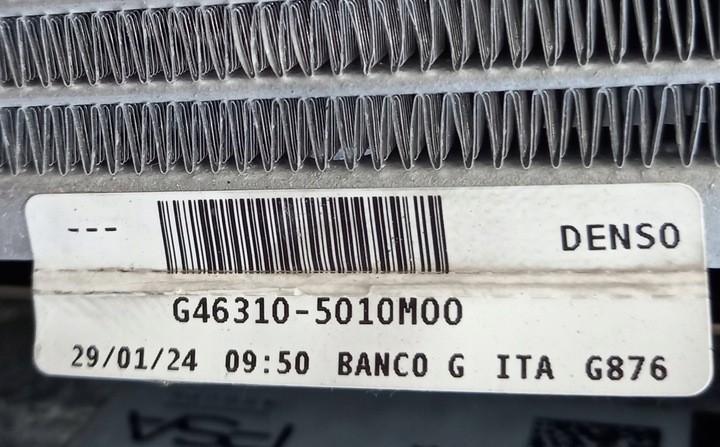 --- DENSO
G46310-5010M00
29/01/24 09:50 BANCO G ITA G876